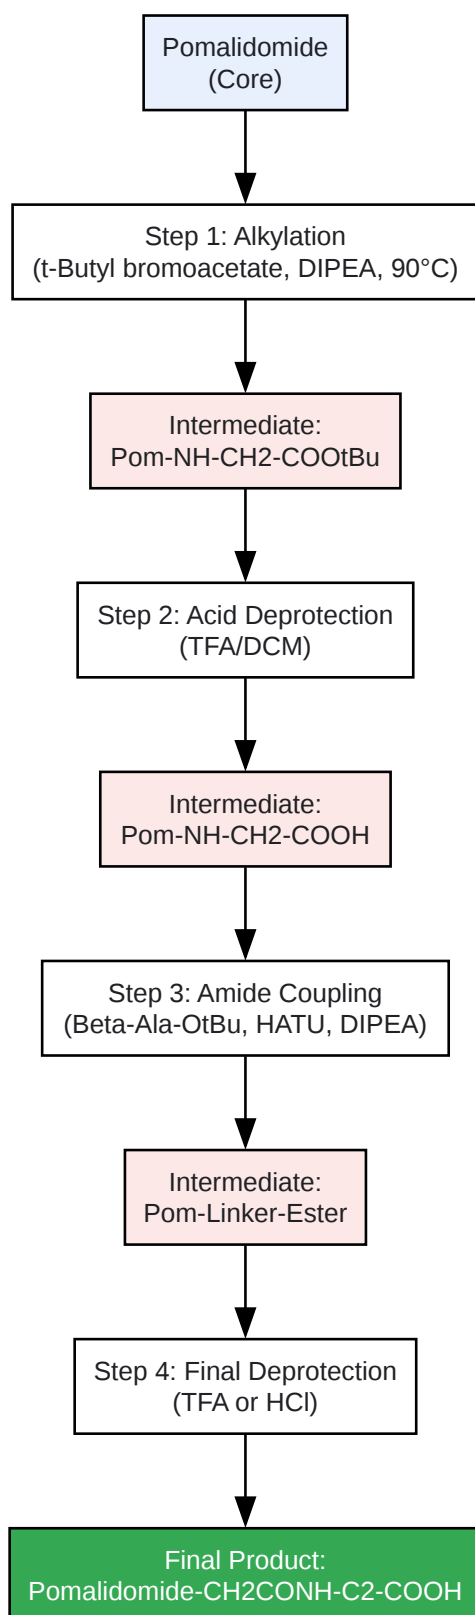 Pomalidomide
(Core)
Step 1: Alkylation
(t-Butyl bromoacetate, DIPEA, 90°C)
Intermediate:
Pom-NH-CH2-COOtBu
Step 2: Acid Deprotection
(TFA/DCM)
Intermediate:
Pom-NH-CH2-COOH
Step 3: Amide Coupling
(Beta-Ala-OtBu, HATU, DIPEA)
Intermediate:
Pom-Linker-Ester
Step 4: Final Deprotection
(TFA or HCl)
Final Product:
Pomalidomide-CH2CONH-C2-COOH